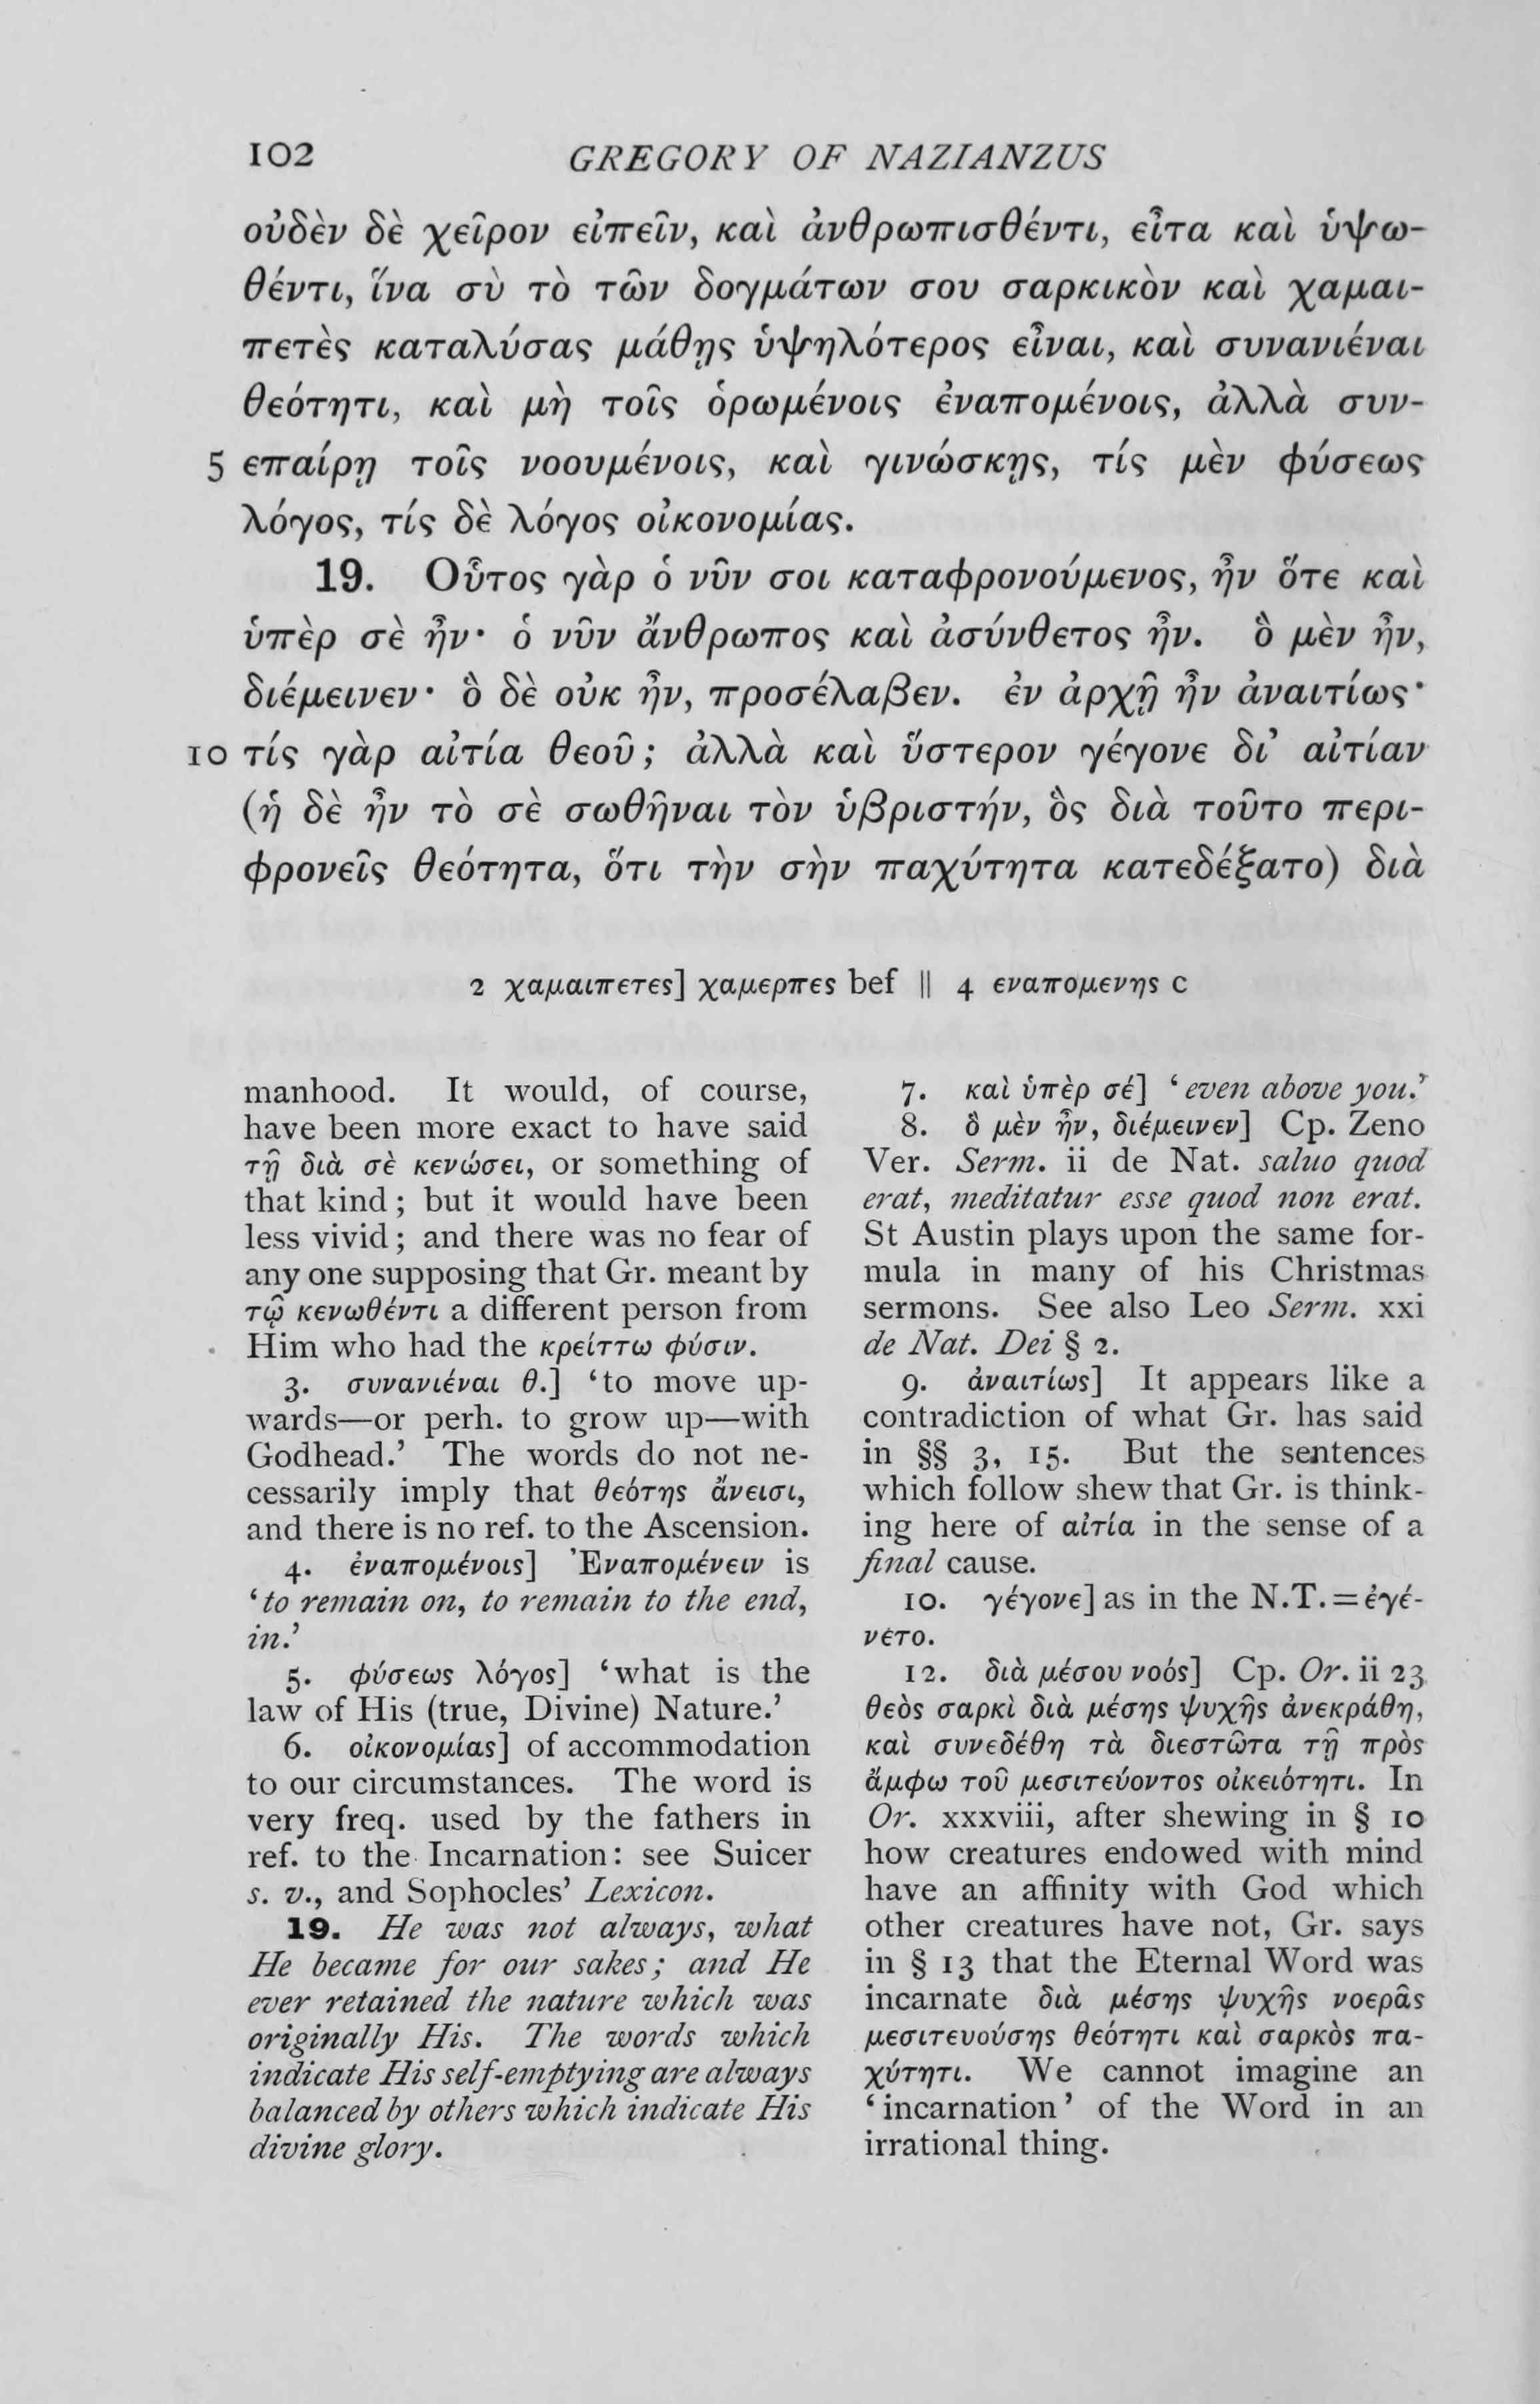 102 GREGORY OF NAZIANZUS
οὐδὲν δὲ χεῖρον εἰπεῖν, καὶ ἀνθρωπισθέντι, εἶτα καὶ ὑψω-
θέντι, ἵνα σὺ τὸ τῶν δογμάτων σου σαρκικὸν καὶ χαμαι-
πετὲς καταλύσας μάθῃς ὑψηλότερος εἶναι, καὶ συνανιέναι
θεότητι, καὶ μὴ τοῖς ὁρωμένοις ἐναπομένοις, ἀλλὰ συν-
5 επαίρῃ τοῖς νοουμένοις, καὶ γινώσκῃς, τίς μὲν φύσεως
λόγος, τίς δὲ λόγος οἰκονομίας.
19. Οὗτος γὰρ ὁ νῦν σοι καταφρονούμενος, ἦν ὅτε καὶ
ὑπὲρ σὲ ἦν· ὁ νῦν ἄνθρωπος καὶ ἀσύνθετος ἦν. ὃ μὲν ἦν,
διέμεινεν· ὃ δὲ οὐκ ἦν, προσέλαβεν. ἐν ἀρχῇ ἦν ἀναιτίως·
10 τίς γὰρ αἰτία θεοῦ; ἀλλὰ καὶ ὕστερον γέγονε δι' αἰτίαν
(ἡ δὲ ἦν τὸ σὲ σωθῆναι τὸν ὑβριστήν, ὃς διὰ τοῦτο περι-
φρονεῖς θεότητα, ὅτι τὴν σὴν παχύτητα κατεδέξατο) διὰ
2 χαμαιπετες] χαμερπες bef || 4 εναπομενης c
manhood. It would, of course,
have been more exact to have said
τῇ διὰ σὲ κενώσει, or something of
that kind; but it would have been
less vivid; and there was no fear of
any one supposing that Gr. meant by
τῷ κενωθέντι a different person from
Him who had the κρείττω φύσιν.
3. συνανιέναι θ.] 'to move up-
wards—or perh. to grow up—with
Godhead.' The words do not ne-
cessarily imply that θεότης ἄνεισι,
and there is no ref. to the Ascension.
4. ἐναπομένοις] Ἐναπομένειν is
'to remain on, to remain to the end,
in.'
5. φύσεως λόγος] 'what is the
law of His (true, Divine) Nature.'
6. οἰκονομίας] of accommodation
to our circumstances. The word is
very freq. used by the fathers in
ref. to the Incarnation: see Suicer
s. v., and Sophocles' Lexicon.
19. He was not always, what
He became for our sakes; and He
ever retained the nature which was
originally His. The words which
indicate His self-emptying are always
balanced by others which indicate His
divine glory.
7. καὶ ὑπὲρ σέ] 'even above you.'
8. ὃ μὲν ἦν, διέμεινεν] Cp. Zeno
Ver. Serm. ii de Nat. saluo quod
erat, meditatur esse quod non erat.
St Austin plays upon the same for-
mula in many of his Christmas
sermons. See also Leo Serm. xxi
de Nat. Dei § 2.
9. ἀναιτίως] It appears like a
contradiction of what Gr. has said
in §§ 3, 15. But the sentences
which follow shew that Gr. is think-
ing here of αἰτία in the sense of a
final cause.
10. γέγονε] as in the N.T. = ἐγέ-
νετο.
12. διὰ μέσου νοός] Cp. Or. ii 23
θεὸς σαρκὶ διὰ μέσης ψυχῆς ἀνεκράθη,
καὶ συνεδέθη τὰ διεστῶτα τῇ πρὸς
ἄμφω τοῦ μεσιτεύοντος οἰκειότητι. In
Or. xxxviii, after shewing in § 10
how creatures endowed with mind
have an affinity with God which
other creatures have not, Gr. says
in § 13 that the Eternal Word was
incarnate διὰ μέσης ψυχῆς νοερᾶς
μεσιτευούσης θεότητι καὶ σαρκὸς πα-
χύτητι. We cannot imagine an
'incarnation' of the Word in an
irrational thing.